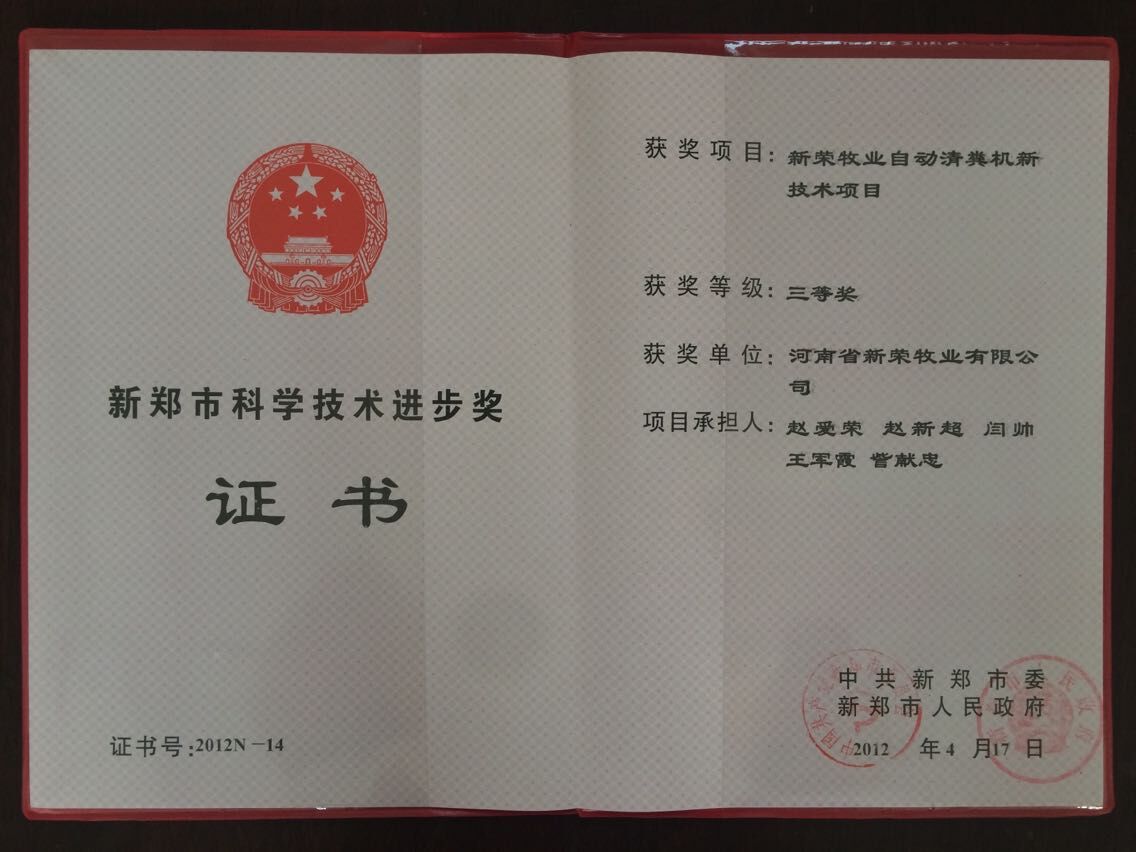 新郑市科学技术进步奖
证书
证书号:2012N-14
获奖项目: 新荣牧业自动清粪机新
技术项目
获奖等级: 三等奖
获奖单位: 河南省新荣牧业有限公
司
项目承担人: 赵爱荣 赵新超 闫帅
王军霞 訾献忠
中共新郑市委
新郑市人民政府
2012 年 4 月 17 日